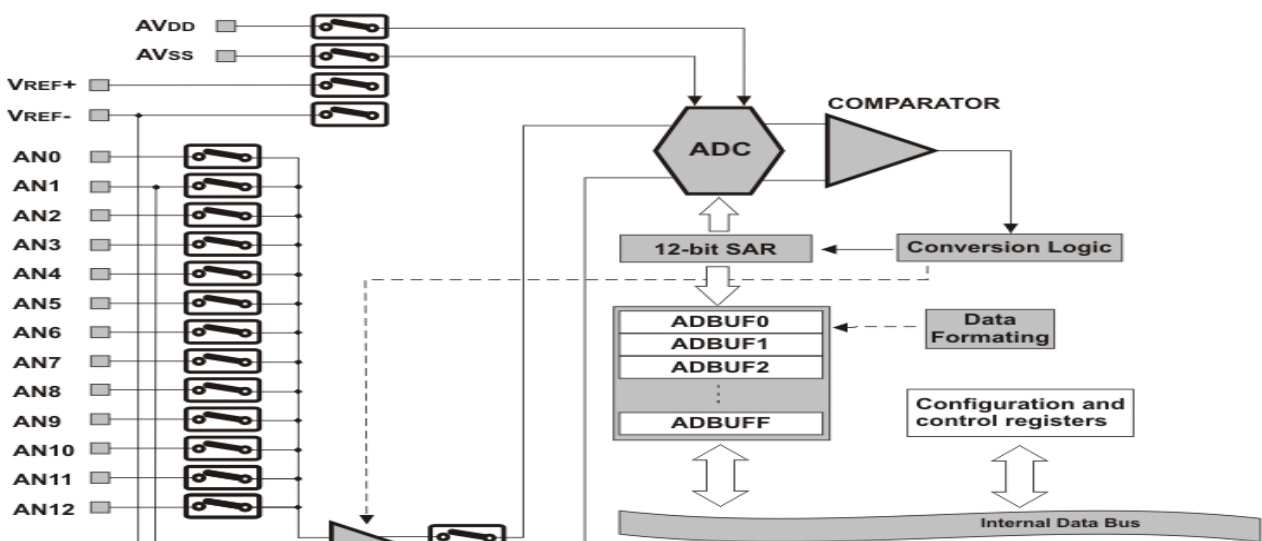 AVDD
AVSS
VREF+
VREF-
AN0
AN1
AN2
AN3
AN4
AN5
AN6
AN7
AN8
AN9
AN10
AN11
AN12
COMPARATOR
ADC
12-bit SAR
Conversion Logic
ADBUF0
ADBUF1
ADBUF2
⋮
ADBUFF
Data
Formating
Configuration and
control registers
Internal Data Bus